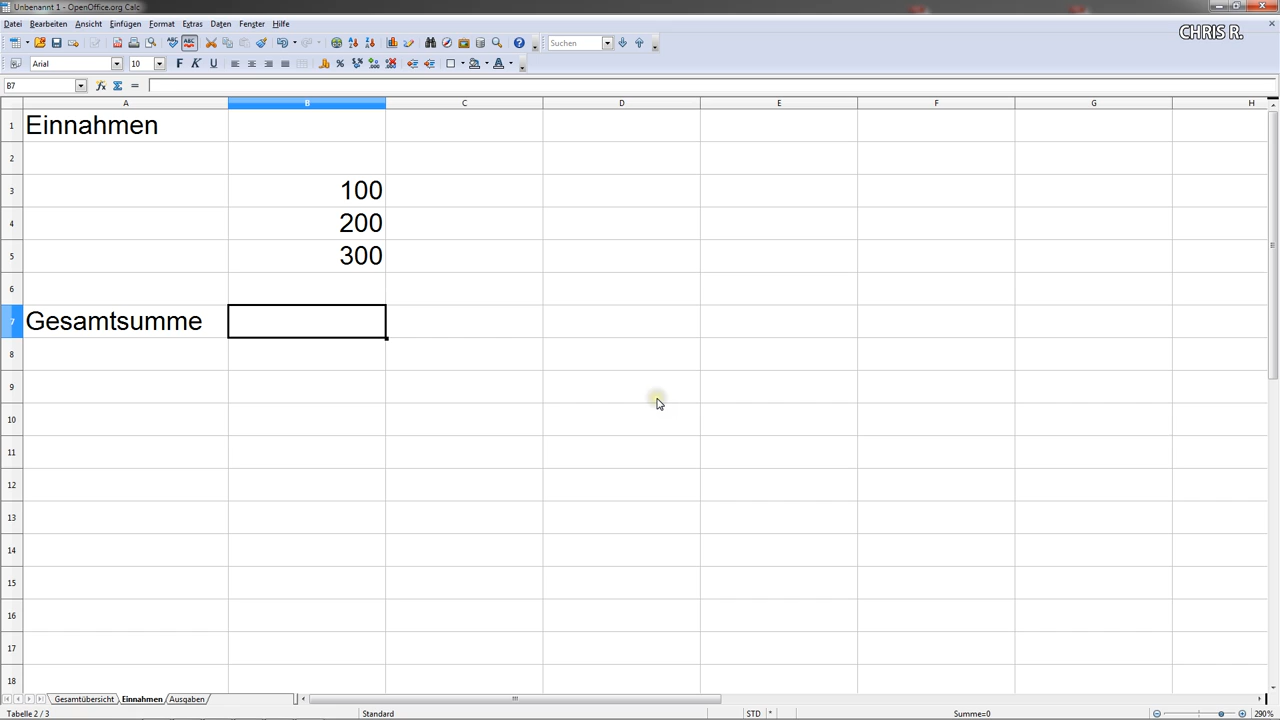 Unbenannt 1 - OpenOffice.org Calc
Datei Bearbeiten Ansicht Einfügen Format Extras Daten Fenster Hilfe
CHRIS R.
Suchen
Arial 10
B7
A B C D E F G H
1 Einnahmen
2
3 100
4 200
5 300
6
7 Gesamtsumme
8
9
10
11
12
13
14
15
16
17
18
Gesamtübersicht Einnahmen Ausgaben
Tabelle 2 / 3 Standard STD * Summe=0 290%